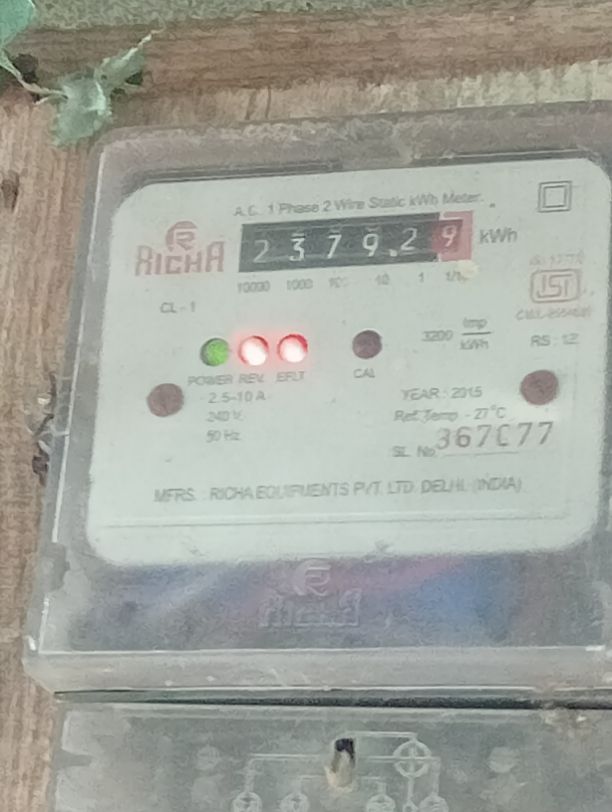 A.C. 1 Phase 2 Wire Static kWh Meter.
RICHA
2379.29 kWh
10000 1000 100 10 1 1/10
CL-1
3200 Imp/kWh
RS : 12
POWER REV. EFLT CAL
2.5-10 A
240 V.
50 Hz.
YEAR : 2015
Ref. Temp - 27°C
SL. No. 367077
MFRS. : RICHA EQUIPMENTS PVT. LTD. DELHI. (INDIA)
RICHA